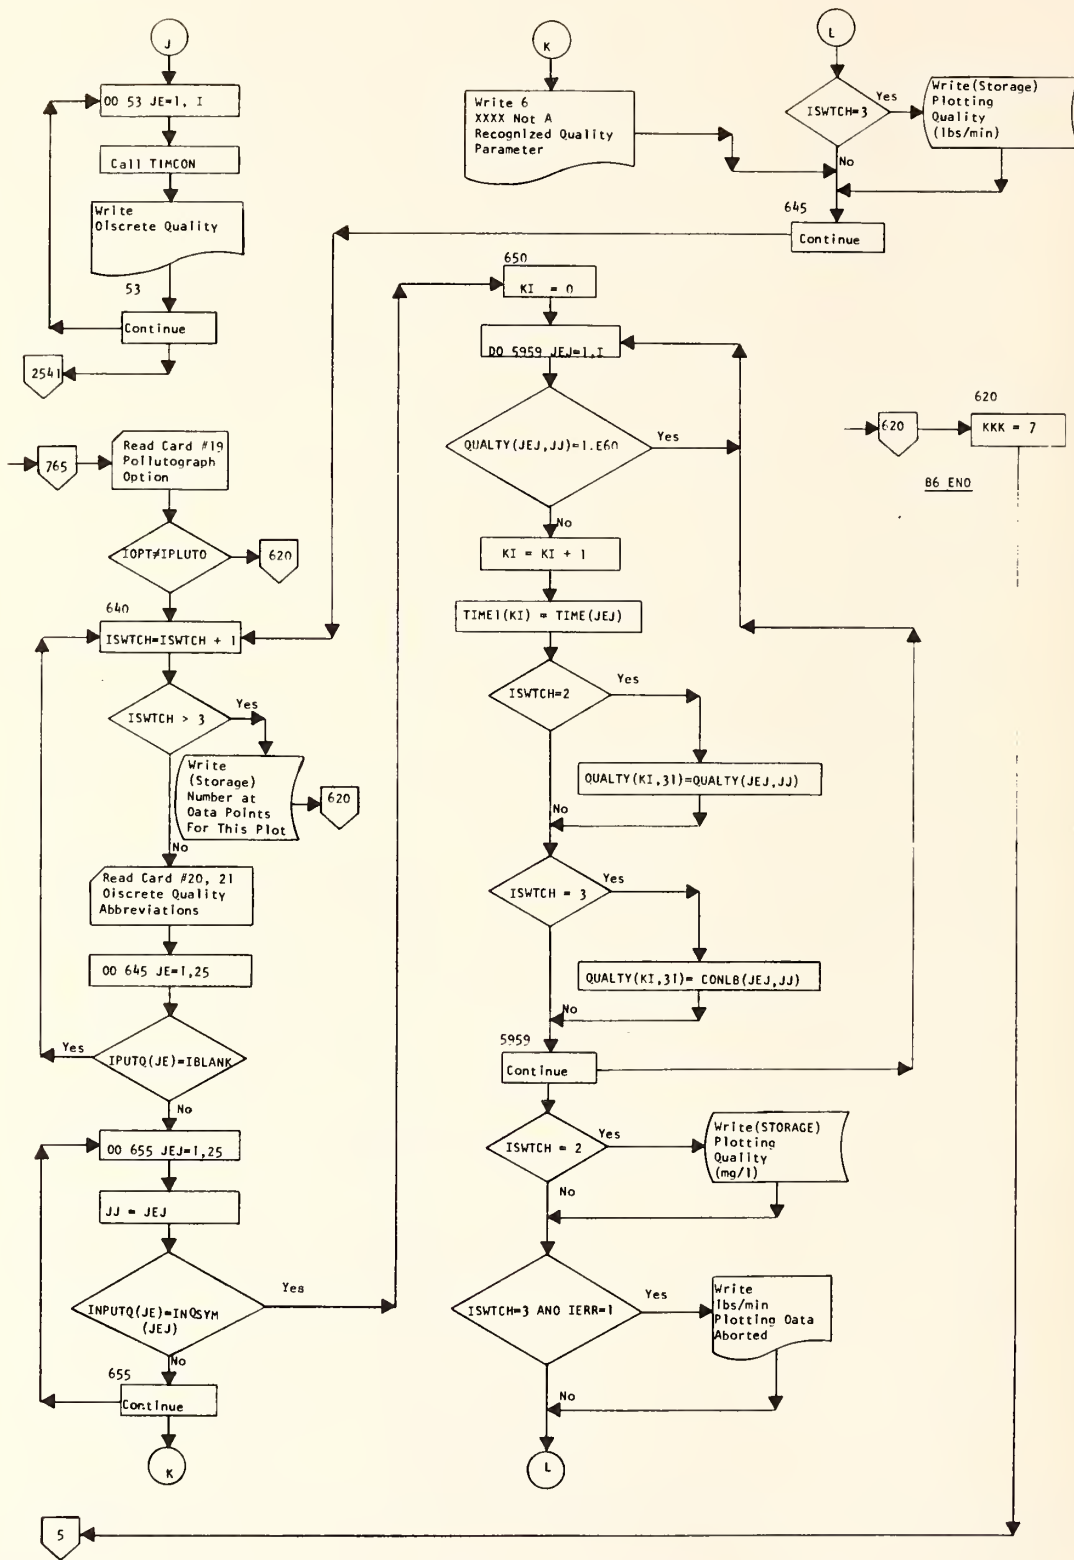 J
DO 53 JE=1, I
Call TIMCON
Write
Discrete Quality
53
Continue
2541
765
Read Card #19
Pollutograph
Option
IOPT≠IPLUTO
620
640
ISWTCH=ISWTCH + 1
ISWTCH > 3
Yes
Write
(Storage)
Number at
Data Points
For This Plot
620
No
Read Card #20, 21
Discrete Quality
Abbreviations
DO 645 JE=1,25
Yes
IPUTQ(JE)=IBLANK
No
DO 655 JEJ=1,25
JJ = JEJ
INPUTQ(JE)=INQSYM
(JEJ)
Yes
No
655
Continue
K
5
K
Write 6
XXXX Not A
Recognized Quality
Parameter
L
ISWTCH=3
Yes
Write(Storage)
Plotting
Quality
(lbs/min)
No
645
Continue
650
KI = 0
DO 5959 JEJ=1,I
QUALTY(JEJ,JJ)=1.E60
Yes
No
KI = KI + 1
TIME1(KI) = TIME(JEJ)
ISWTCH=2
Yes
QUALTY(KI,31)=QUALTY(JEJ,JJ)
No
ISWTCH = 3
Yes
QUALTY(KI,31)= CONLB(JEJ,JJ)
No
5959
Continue
ISWTCH = 2
Yes
Write(STORAGE)
Plotting
Quality
(mg/l)
No
ISWTCH=3 AND IERR=1
Yes
Write
lbs/min
Plotting Data
Aborted
No
L
620
620
KKK = 7
B6 END